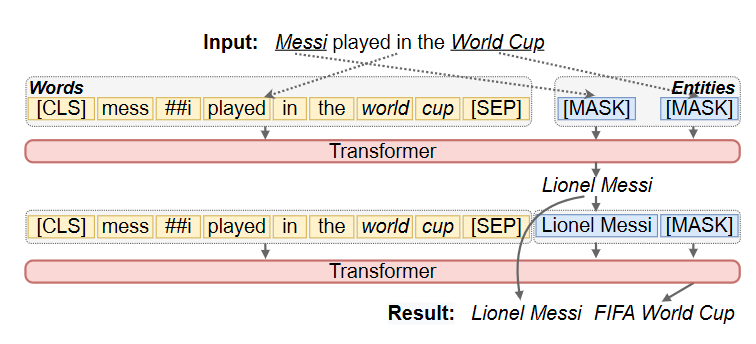 Input: Messi played in the World Cup
Words Entities
[CLS] mess ##i played in the world cup [SEP] [MASK] [MASK]
Transformer
Lionel Messi
[CLS] mess ##i played in the world cup [SEP] Lionel Messi [MASK]
Transformer
Result: Lionel Messi FIFA World Cup